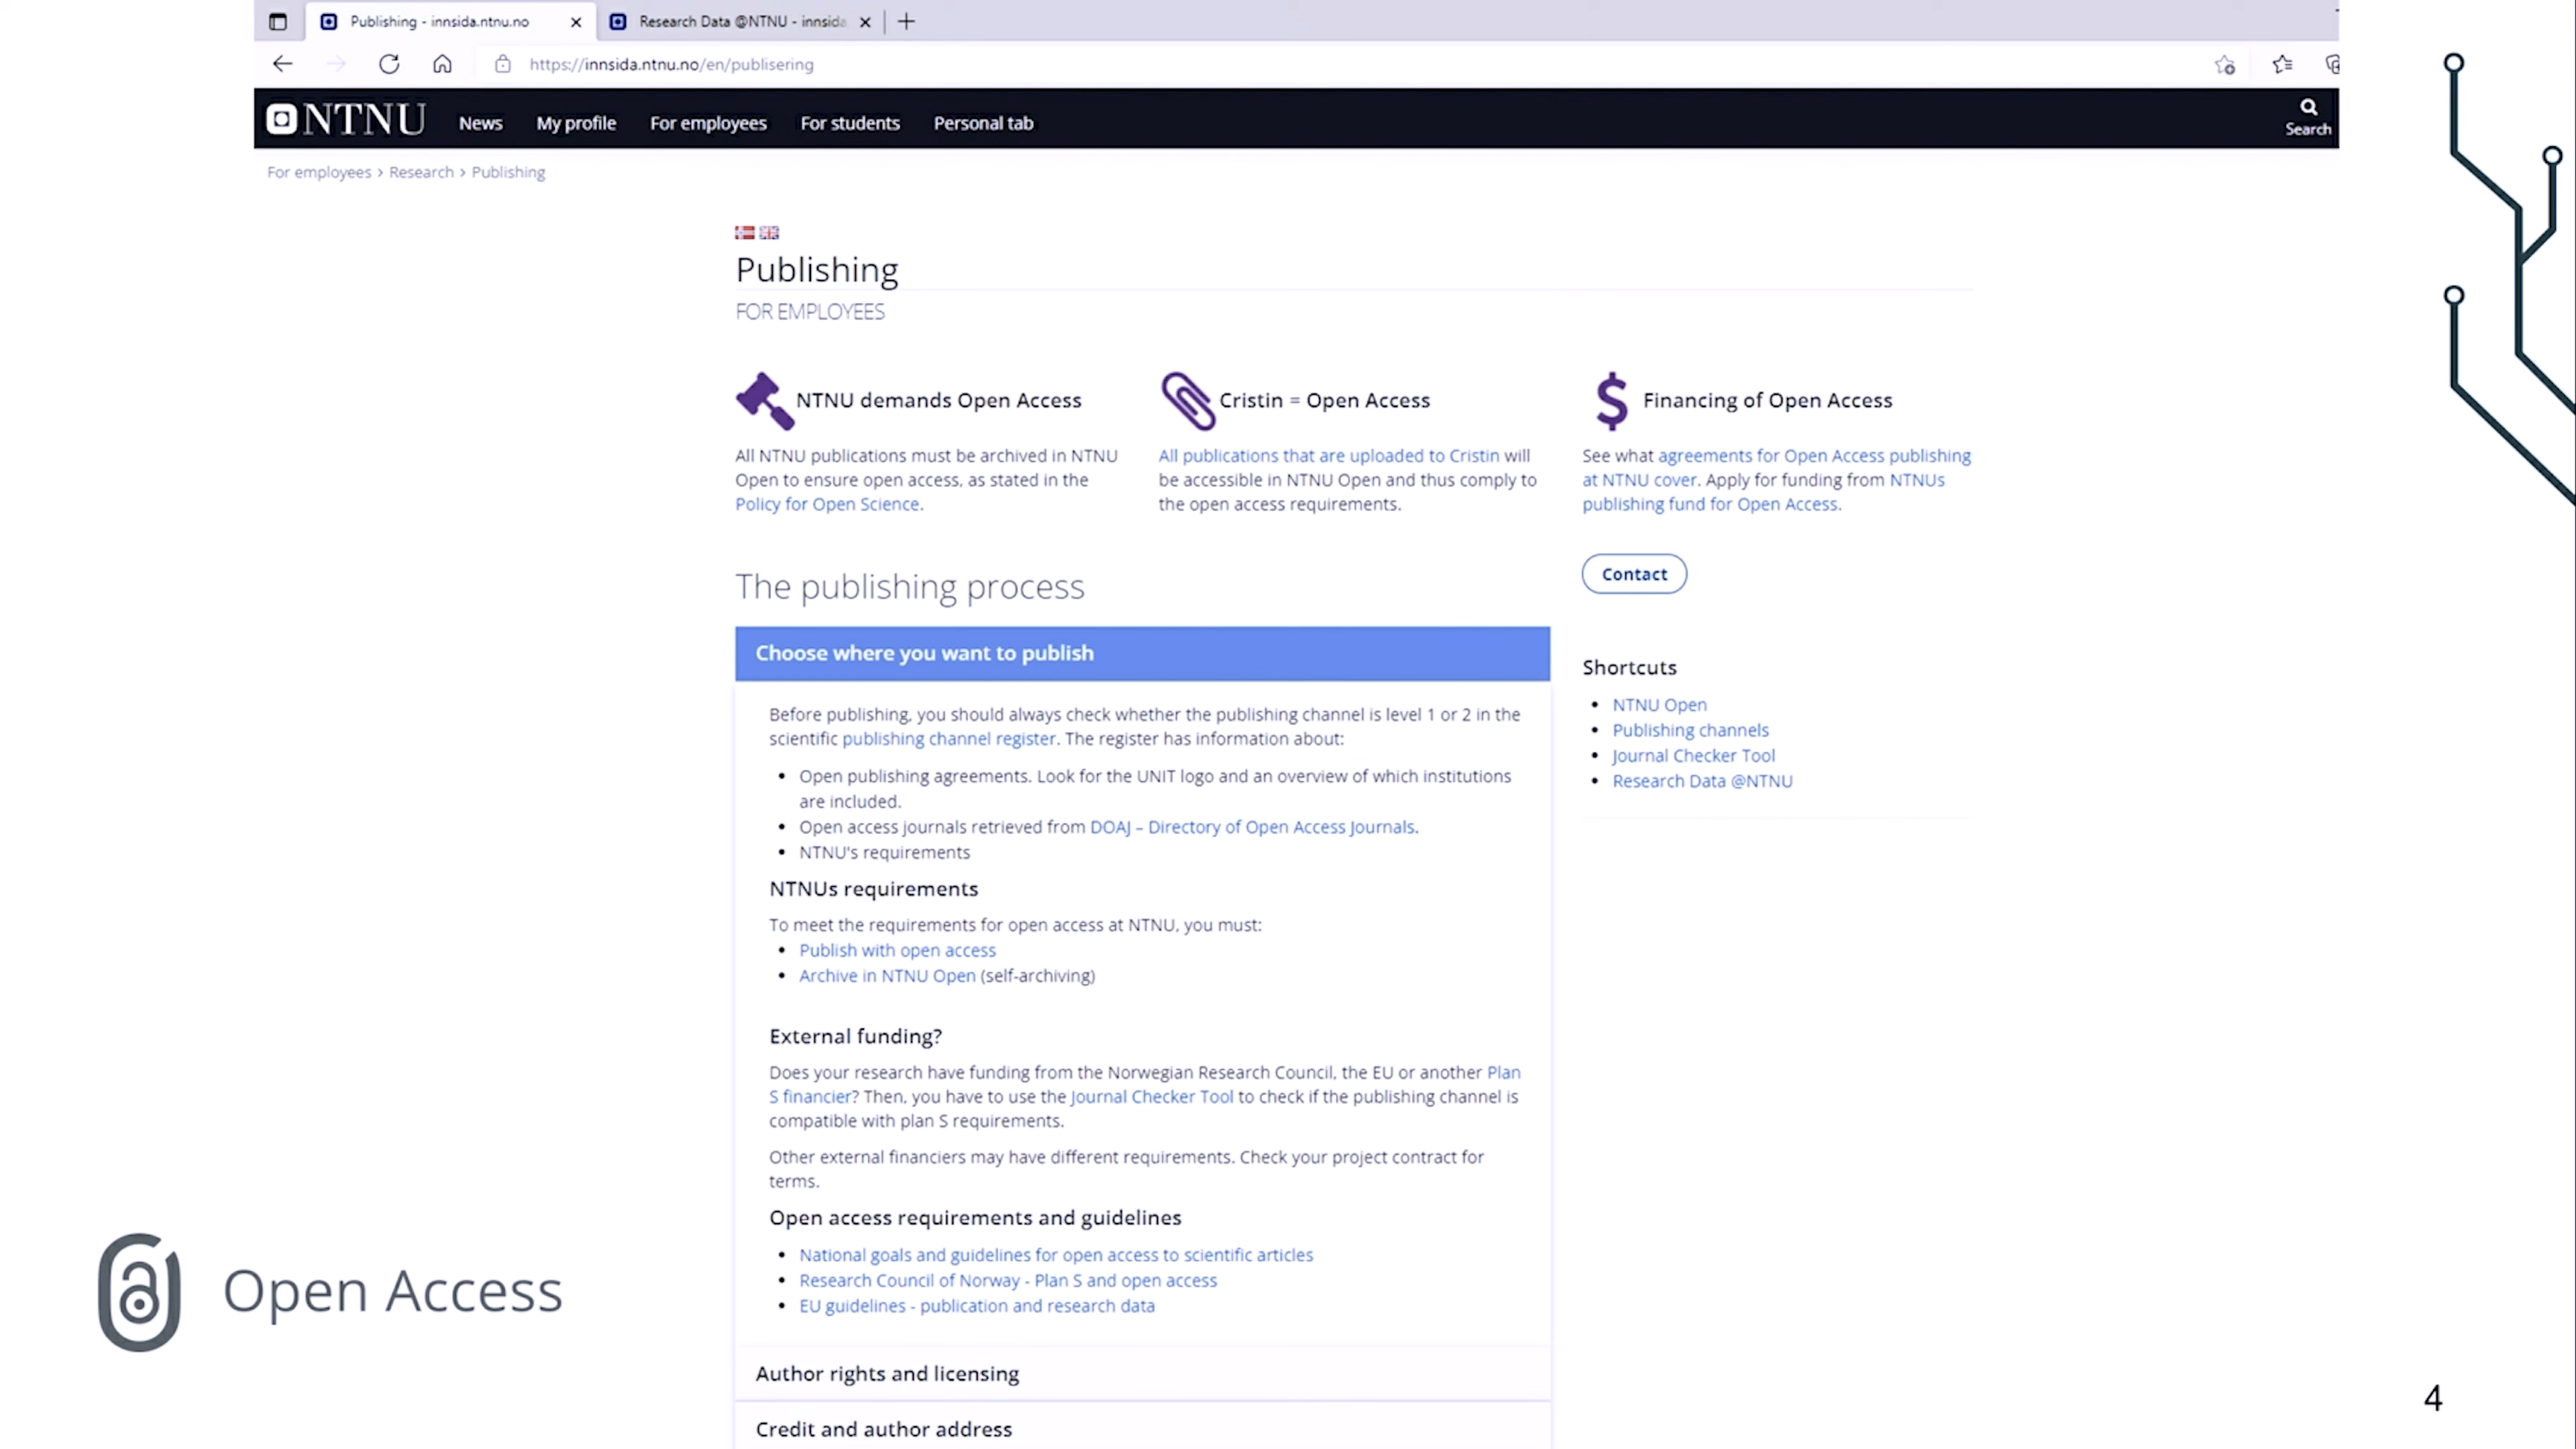 Publishing - innsida.ntnu.no
Research Data @NTNU - innsida
https://innsida.ntnu.no/en/publisering
NTNU
News
My profile
For employees
For students
Personal tab
Search
For employees > Research > Publishing
Publishing
FOR EMPLOYEES
NTNU demands Open Access
All NTNU publications must be archived in NTNU
Open to ensure open access, as stated in the
Policy for Open Science.
Cristin = Open Access
All publications that are uploaded to Cristin will
be accessible in NTNU Open and thus comply to
the open access requirements.
Financing of Open Access
See what agreements for Open Access publishing
at NTNU cover. Apply for funding from NTNUs
publishing fund for Open Access.
Contact
The publishing process
Choose where you want to publish
Before publishing, you should always check whether the publishing channel is level 1 or 2 in the
scientific publishing channel register. The register has information about:
• Open publishing agreements. Look for the UNIT logo and an overview of which institutions
are included.
• Open access journals retrieved from DOAJ – Directory of Open Access Journals.
• NTNU's requirements
NTNUs requirements
To meet the requirements for open access at NTNU, you must:
• Publish with open access
• Archive in NTNU Open (self-archiving)
External funding?
Does your research have funding from the Norwegian Research Council, the EU or another Plan
S financier? Then, you have to use the Journal Checker Tool to check if the publishing channel is
compatible with plan S requirements.
Other external financiers may have different requirements. Check your project contract for
terms.
Open access requirements and guidelines
• National goals and guidelines for open access to scientific articles
• Research Council of Norway - Plan S and open access
• EU guidelines - publication and research data
Author rights and licensing
Credit and author address
Shortcuts
• NTNU Open
• Publishing channels
• Journal Checker Tool
• Research Data @NTNU
Open Access
4